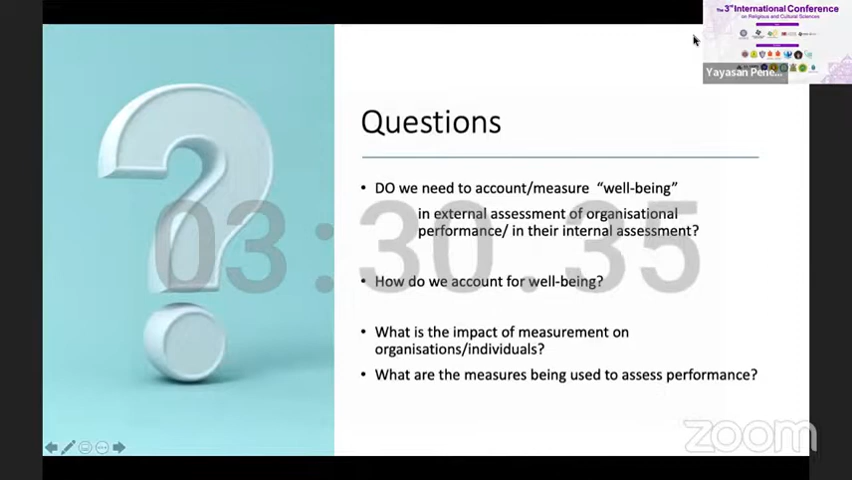 The 3rd International Conference
on Religious and Cultural Sciences
Yayasan Pene...
Questions
• DO we need to account/measure “well-being”
in external assessment of organisational
performance/ in their internal assessment?
• How do we account for well-being?
• What is the impact of measurement on
organisations/individuals?
• What are the measures being used to assess performance?
03:30.35
zoom